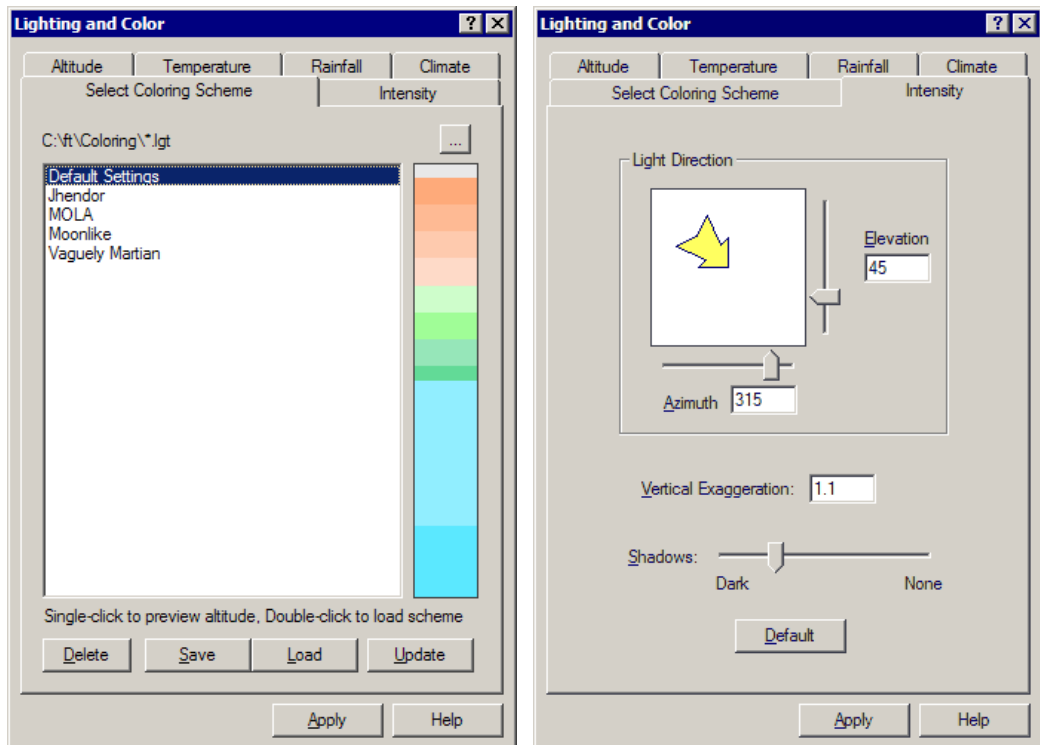 Lighting and Color
Altitude Temperature Rainfall Climate
Select Coloring Scheme Intensity
C:\ft\Coloring\*.lgt
...
Default Settings
Jhendor
MOLA
Moonlike
Vaguely Martian
Single-click to preview altitude, Double-click to load scheme
Delete Save Load Update
Apply Help
Lighting and Color
Altitude Temperature Rainfall Climate
Select Coloring Scheme Intensity
Light Direction
Elevation
45
Azimuth 315
Vertical Exaggeration: 1.1
Shadows:
Dark None
Default
Apply Help